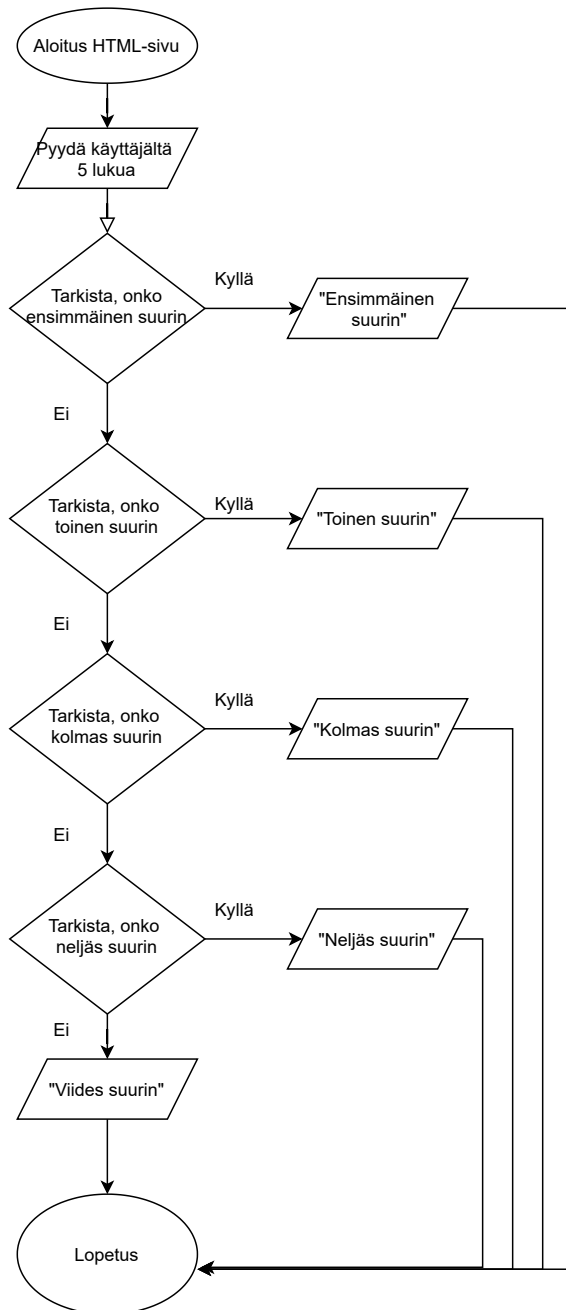 Aloitus HTML-sivu
Pyydä käyttäjältä
5 lukua
Tarkista, onko
ensimmäinen suurin
Kyllä
"Ensimmäinen
suurin"
Ei
Tarkista, onko
toinen suurin
Kyllä
"Toinen suurin"
Ei
Tarkista, onko
kolmas suurin
Kyllä
"Kolmas suurin"
Ei
Tarkista, onko
neljäs suurin
Kyllä
"Neljäs suurin"
Ei
"Viides suurin"
Lopetus